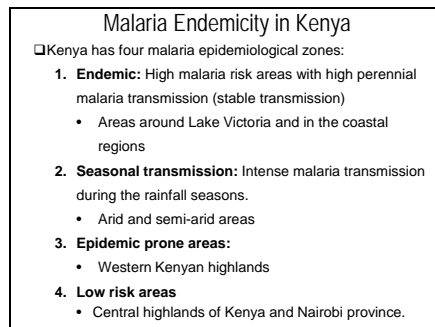 Malaria Endemicity in Kenya
❑Kenya has four malaria epidemiological zones:
1. Endemic: High malaria risk areas with high perennial
malaria transmission (stable transmission)
• Areas around Lake Victoria and in the coastal
regions
2. Seasonal transmission: Intense malaria transmission
during the rainfall seasons.
• Arid and semi-arid areas
3. Epidemic prone areas:
• Western Kenyan highlands
4. Low risk areas
• Central highlands of Kenya and Nairobi province.